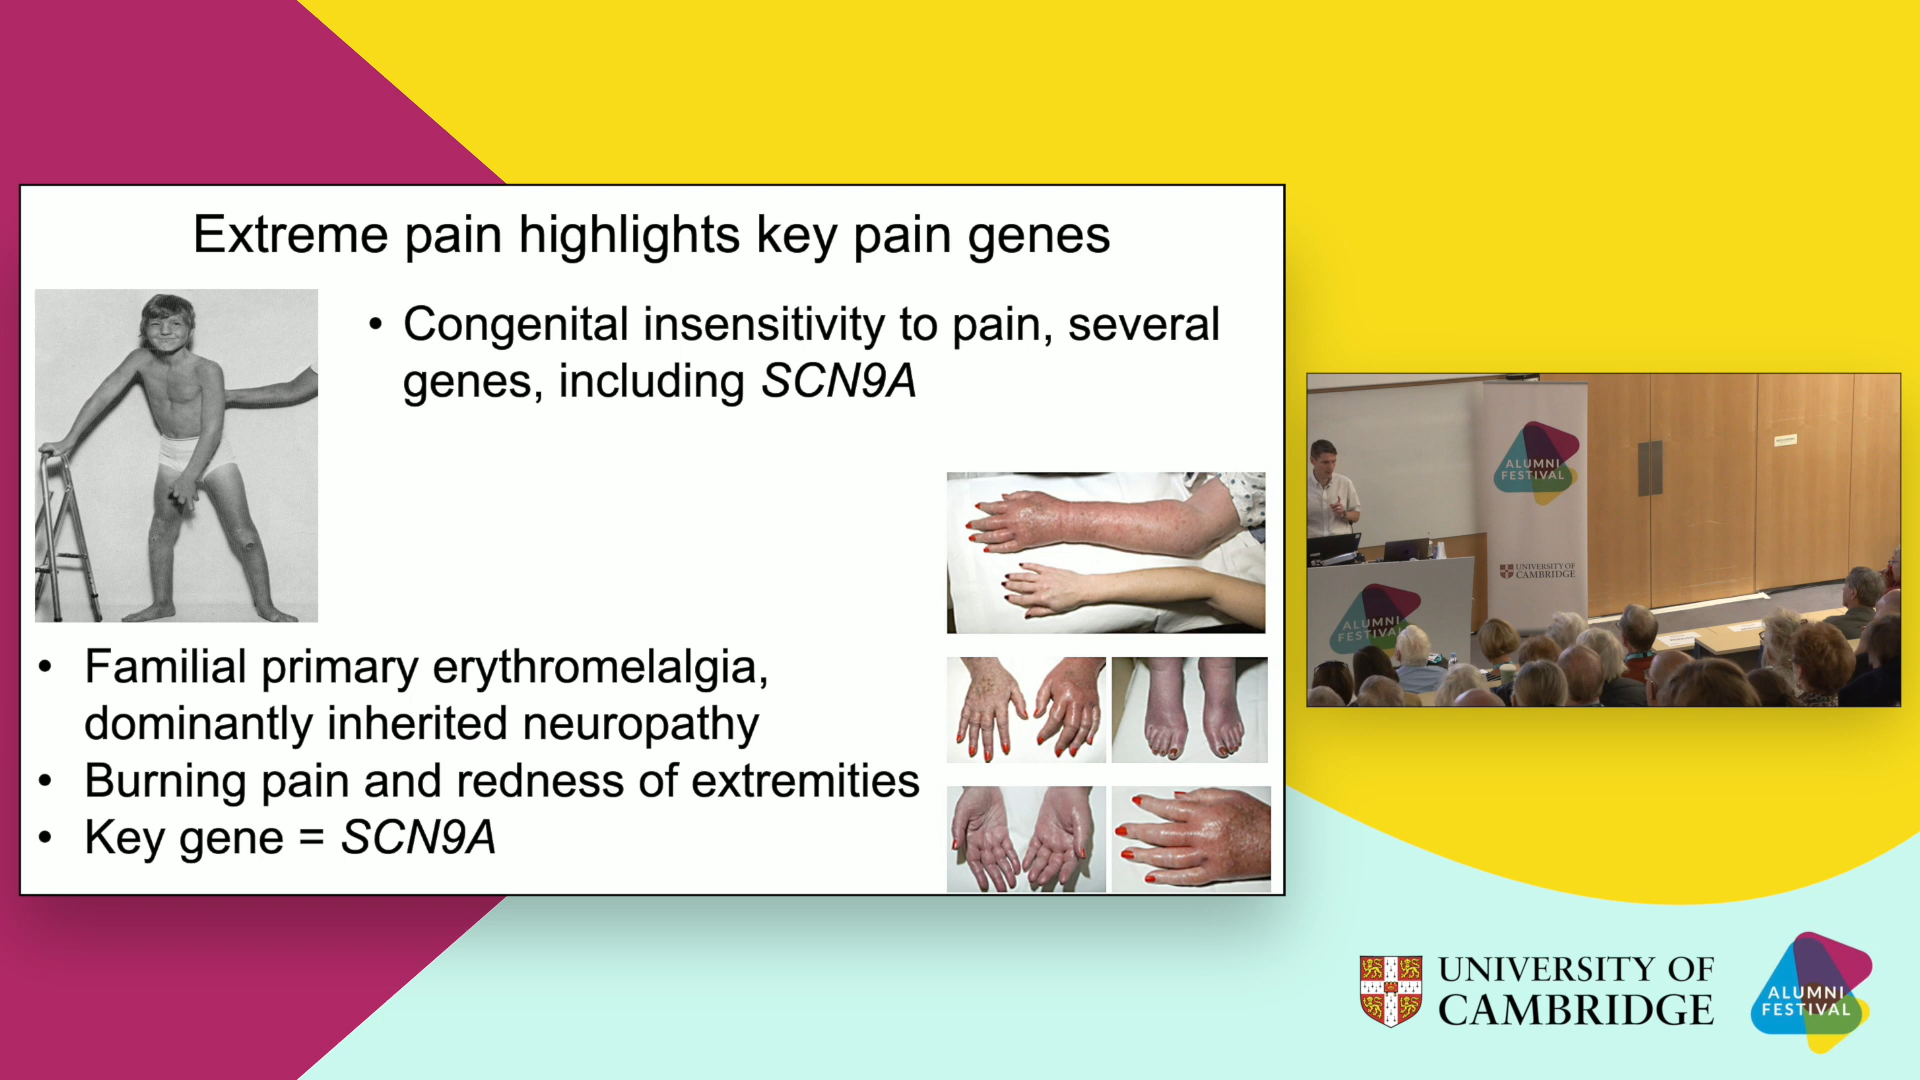 Extreme pain highlights key pain genes
• Congenital insensitivity to pain, several
genes, including SCN9A
• Familial primary erythromelalgia,
dominantly inherited neuropathy
• Burning pain and redness of extremities
• Key gene = SCN9A
ALUMNI
FESTIVAL
UNIVERSITY OF
CAMBRIDGE
ALUMNI
FESTIVAL
UNIVERSITY OF
CAMBRIDGE
ALUMNI
FESTIVAL